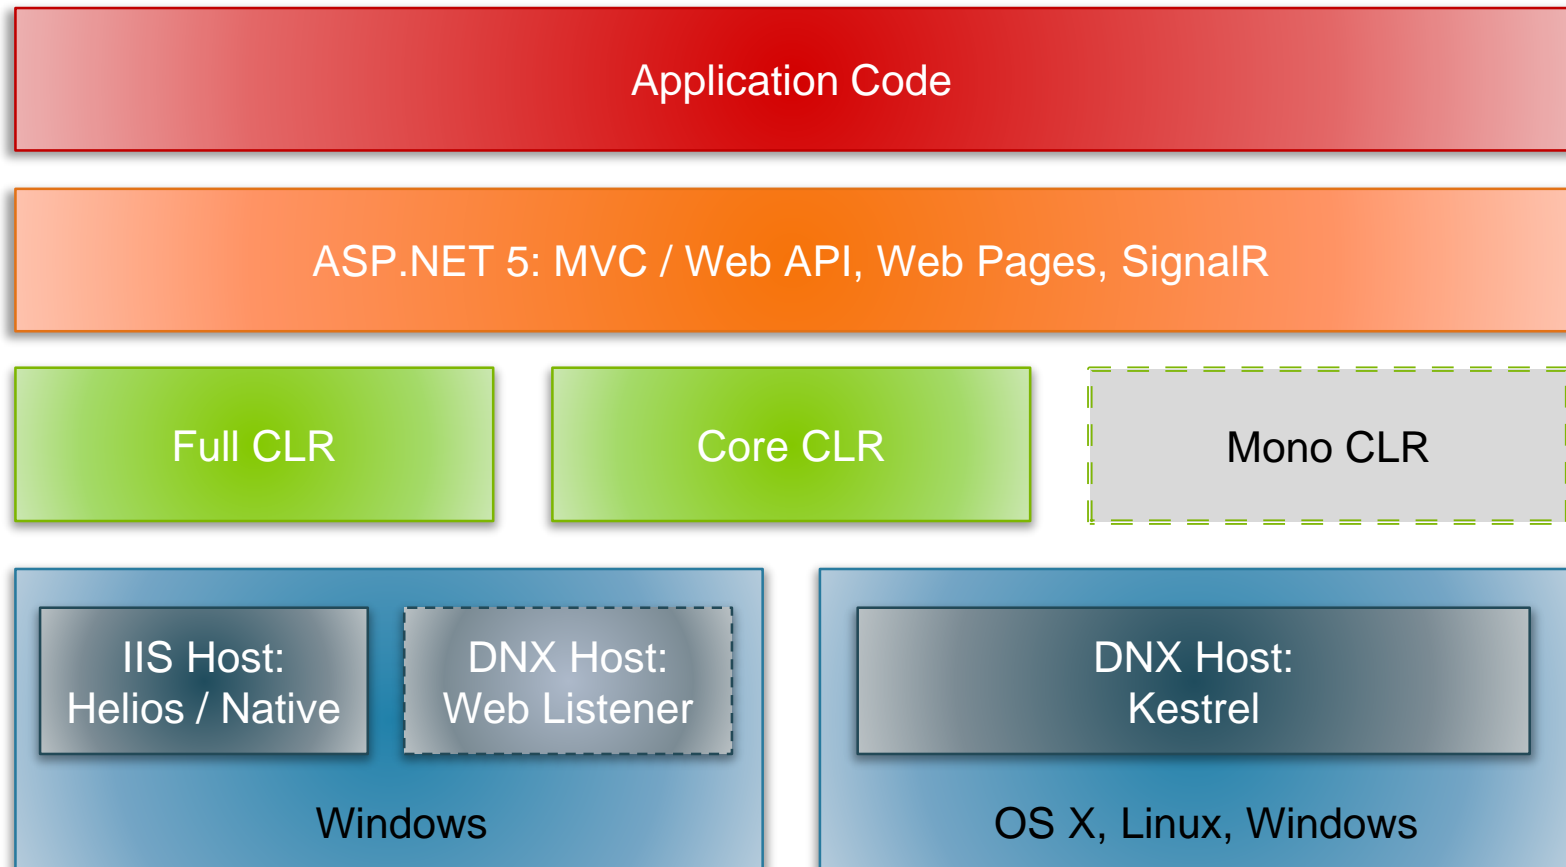 Application Code
ASP.NET 5: MVC / Web API, Web Pages, SignalR
Full CLR
Core CLR
Mono CLR
IIS Host:
Helios / Native
DNX Host:
Web Listener
Windows
DNX Host:
Kestrel
OS X, Linux, Windows